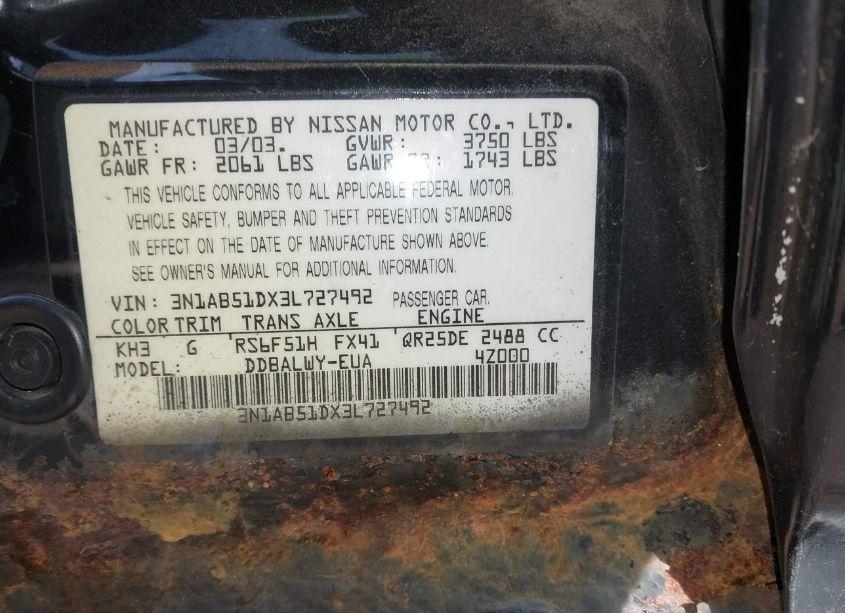 MANUFACTURED BY NISSAN MOTOR CO., LTD.
DATE: 03/03. GVWR: 3750 LBS
GAWR FR: 2061 LBS GAWR 1743 LBS
THIS VEHICLE CONFORMS TO ALL APPLICABLE FEDERAL MOTOR
VEHICLE SAFETY, BUMPER AND THEFT PREVENTION STANDARDS
IN EFFECT ON THE DATE OF MANUFACTURE SHOWN ABOVE.
SEE OWNER'S MANUAL FOR ADDITIONAL INFORMATION.
VIN: 3N1AB51DX3L727492 PASSENGER CAR.
COLOR TRIM TRANS AXLE ENGINE
KH3 G RS6F51H FX41 QR25DE 2488 CC
MODEL: DDBALWY-EUA 4Z000
3N1AB51DX3L727492